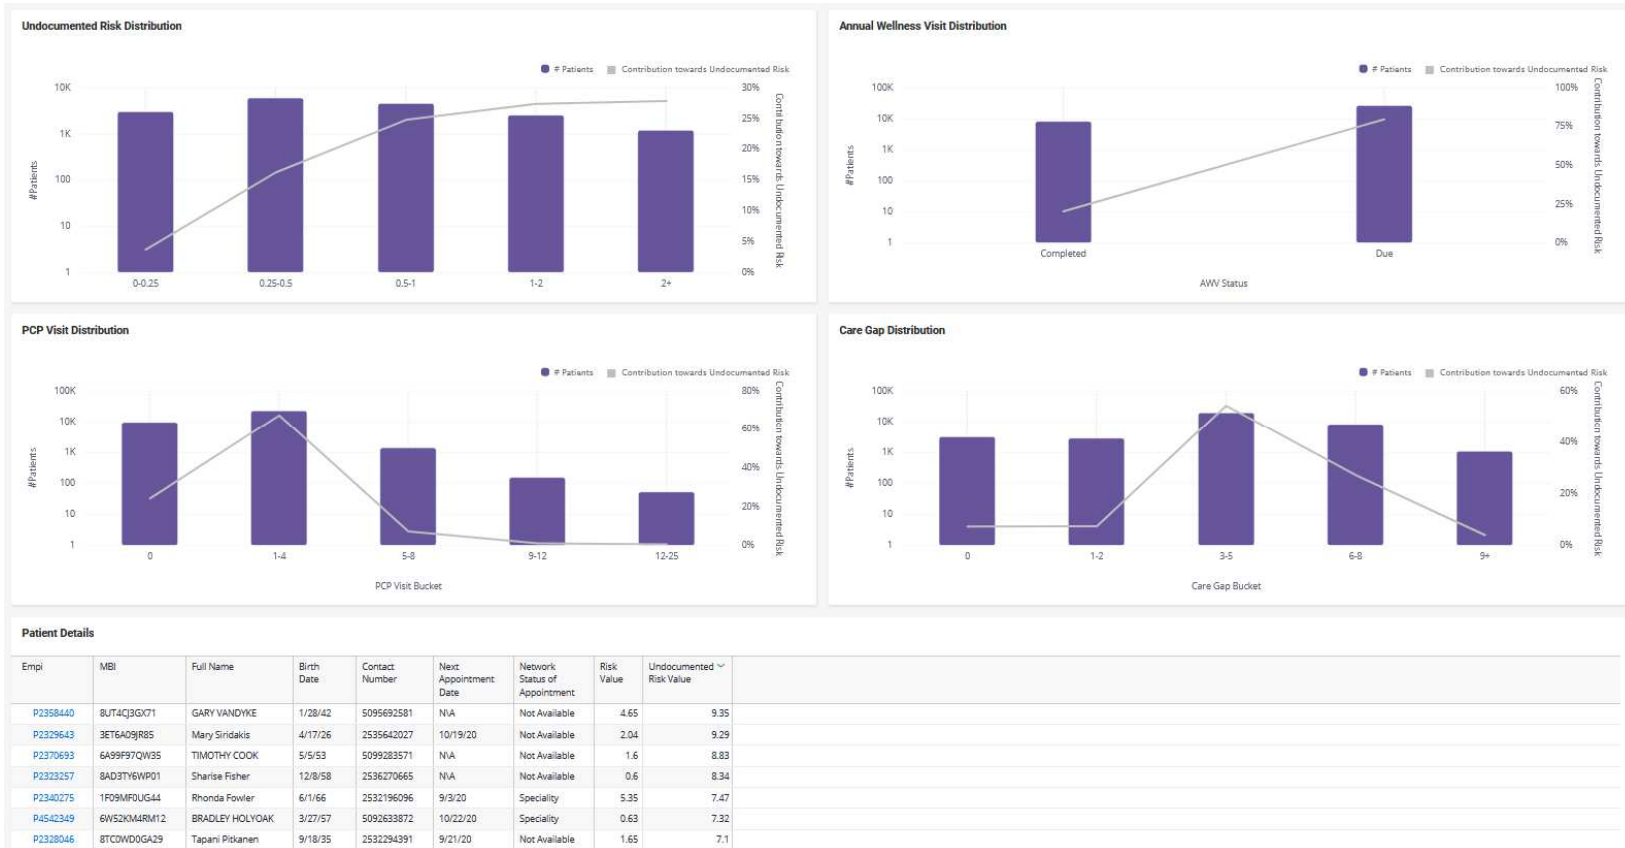 Undocumented Risk Distribution
# Patients Contribution towards Undocumented Risk
10K
1K
100
10
1
#Patients
30%
25%
20%
15%
10%
5%
0%
Contribution towards Undocumented Risk
0-0.25 0.25-0.5 0.5-1 1-2 2+
Annual Wellness Visit Distribution
# Patients Contribution towards Undocumented Risk
100K
10K
1K
100
10
1
#Patients
100%
75%
50%
25%
0%
Contribution towards Undocumented Risk
Completed Due
AWV Status
PCP Visit Distribution
# Patients Contribution towards Undocumented Risk
100K
10K
1K
100
10
1
#Patients
80%
60%
40%
20%
0%
Contribution towards Undocumented Risk
0 1-4 5-8 9-12 12-25
PCP Visit Bucket
Care Gap Distribution
# Patients Contribution towards Undocumented Risk
100K
10K
1K
100
10
1
#Patients
60%
40%
20%
0%
Contribution towards Undocumented Risk
0 1-2 3-5 6-8 9+
Care Gap Bucket
Patient Details
Empi MBI Full Name Birth Contact Next Network Risk Undocumented
Date Number Appointment Status of Value Risk Value
Date Appointment
P2358440 8UT4CJ3GX71 GARY VANDYKE 1/28/42 5095692581 N\A Not Available 4.65 9.35
P2329643 3ET6A09JR85 Mary Siridakis 4/17/26 2535642027 10/19/20 Not Available 2.04 9.29
P2370693 6A99F97QW35 TIMOTHY COOK 5/5/53 5099283571 N\A Not Available 1.6 8.83
P2323257 8AD3TY6WP01 Sharise Fisher 12/8/58 2536270665 N\A Not Available 0.6 8.34
P2340275 1F09MF0UG44 Rhonda Fowler 6/1/66 2532196096 9/3/20 Speciality 5.35 7.47
P4542349 6W52KM4RM12 BRADLEY HOLYOAK 3/27/57 5092633872 10/22/20 Speciality 0.63 7.32
P2328046 8TC0WD0GA29 Tapani Pitkanen 9/18/35 2532294391 9/21/20 Not Available 1.65 7.1